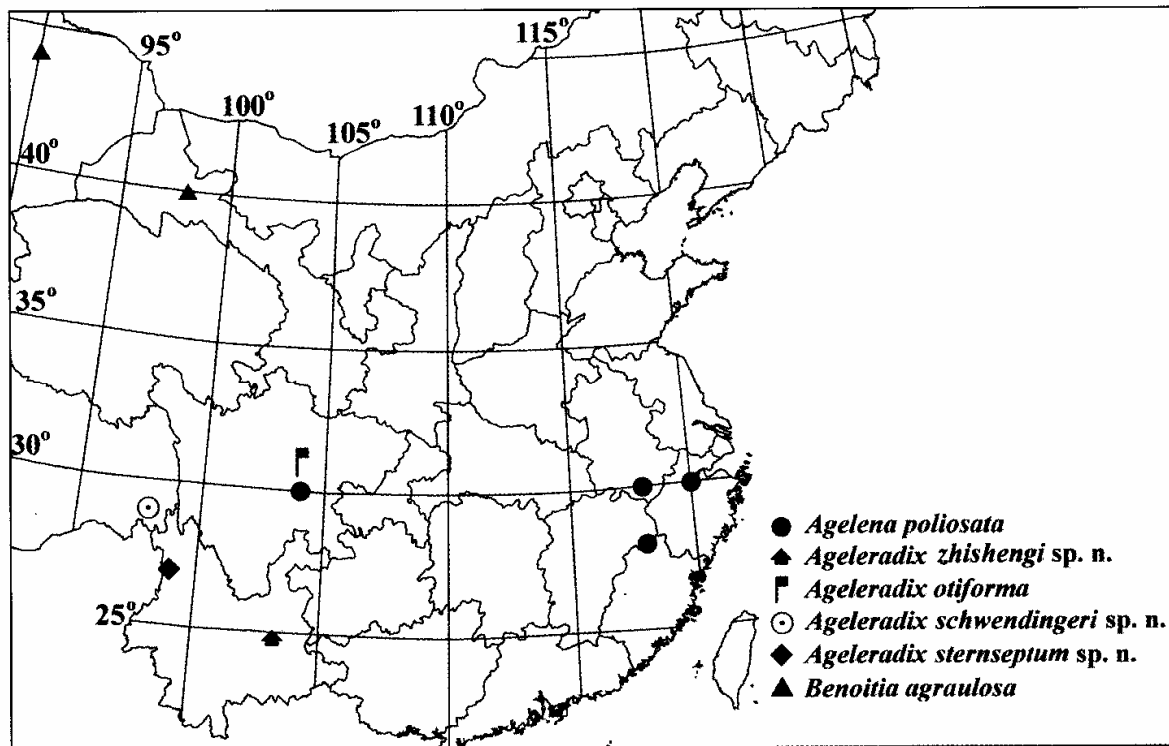 95°
100°
105°
110°
115°
40°
35°
30°
25°
Agelena poliosata
Ageleradix zhishengi sp. n.
Ageleradix otiforma
Ageleradix schwendingeri sp. n.
Ageleradix sternseptum sp. n.
Benoitia agraulosa